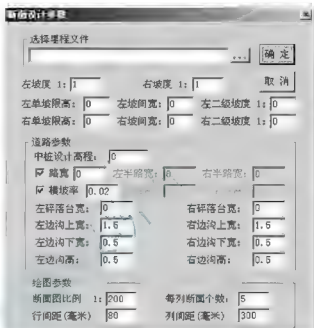 断面设计参数
选择里程文件
... 确 定
左坡度 1: 1 右坡度 1: 1 取 消
左单坡限高: 0 左坡间宽: 0 左二级坡度 1: 0
右单坡限高: 0 右坡间宽: 0 右二级坡度 1: 0
道路参数
中桩设计高程: 0
路宽 0 左半路宽: 0 右半路宽: 0
横坡率 0.02
左碎落台宽: 0 右碎落台宽: 0
左边沟上宽: 1.5 右边沟上宽: 1.5
左边沟下宽: 0.5 右边沟下宽: 0.5
左边沟高: 0.5 右边沟高: 0.5
绘图参数
断面图比例 1: 200 每列断面个数: 5
行间距(毫米) 80 列间距(毫米) 300